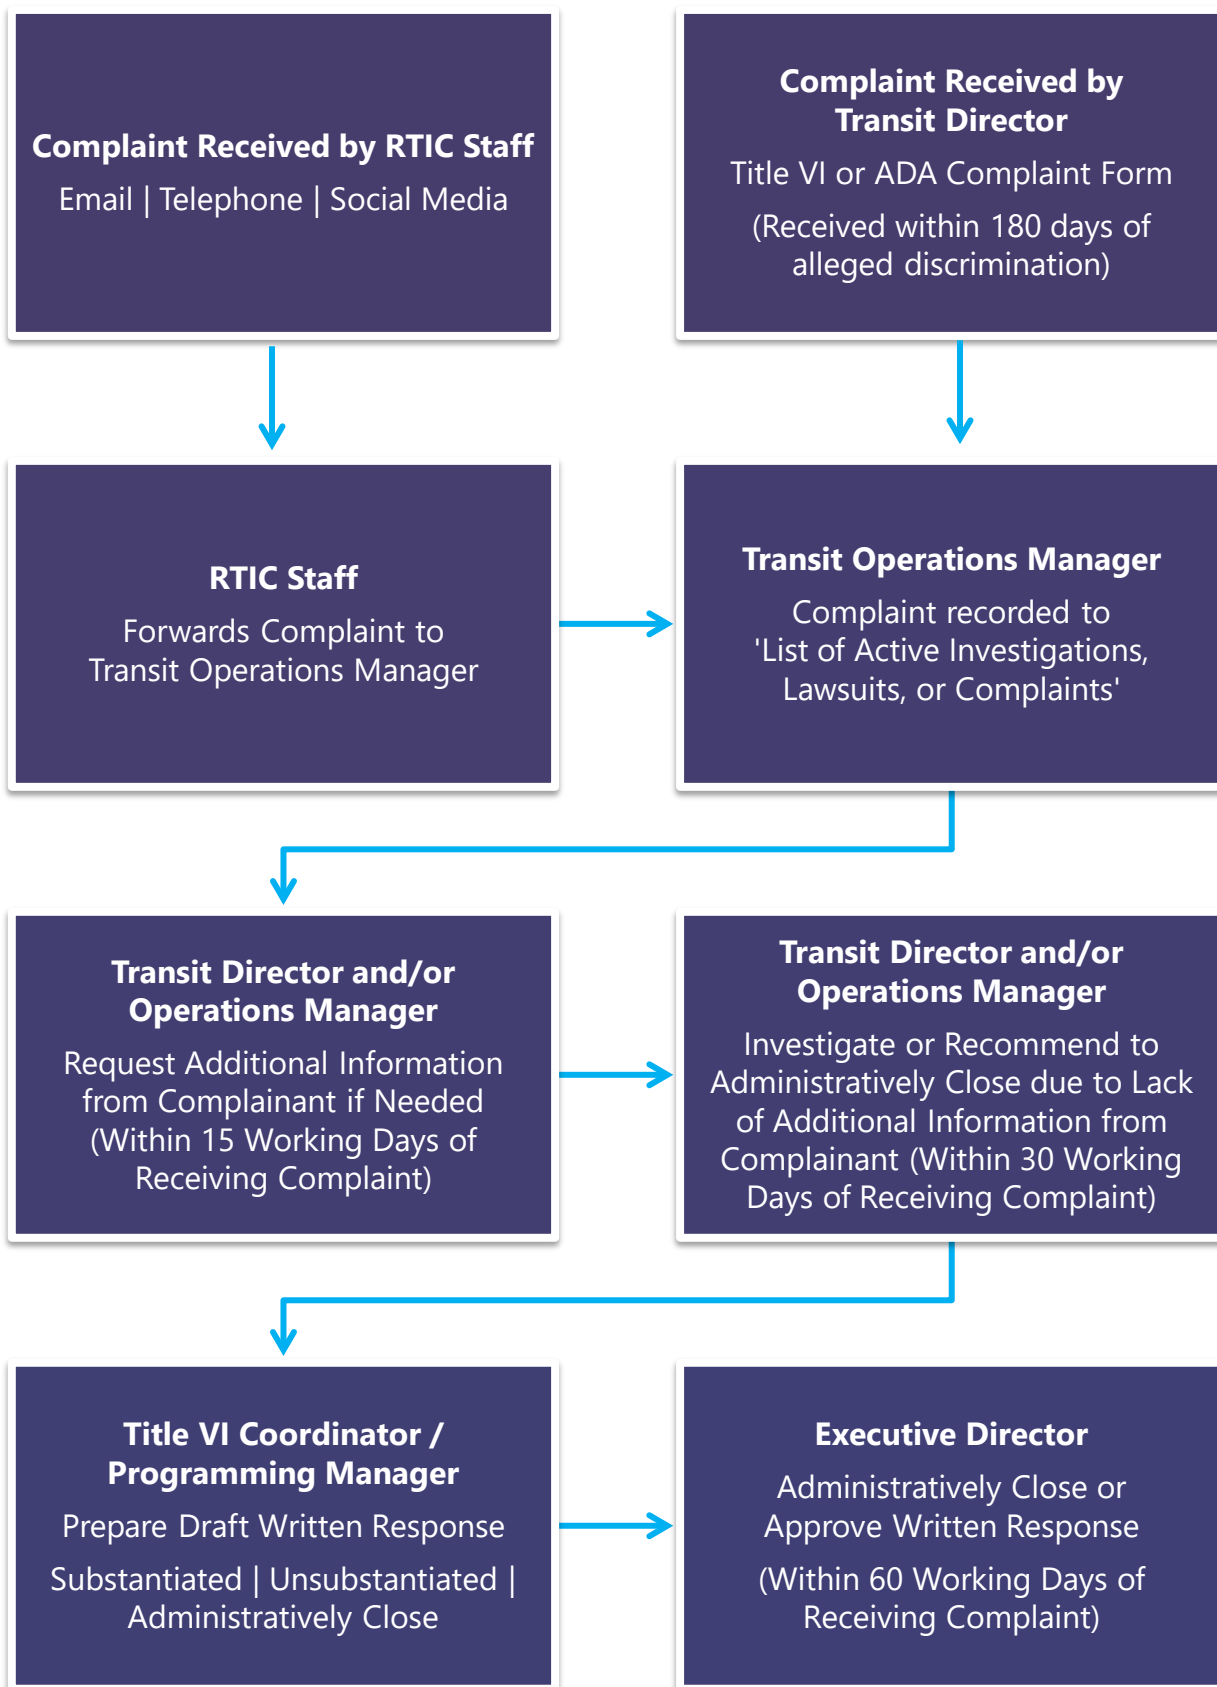 Complaint Received by RTIC Staff
Email | Telephone | Social Media
Complaint Received by
Transit Director
Title VI or ADA Complaint Form
(Received within 180 days of
alleged discrimination)
RTIC Staff
Forwards Complaint to
Transit Operations Manager
Transit Operations Manager
Complaint recorded to
'List of Active Investigations,
Lawsuits, or Complaints'
Transit Director and/or
Operations Manager
Request Additional Information
from Complainant if Needed
(Within 15 Working Days of
Receiving Complaint)
Transit Director and/or
Operations Manager
Investigate or Recommend to
Administratively Close due to Lack
of Additional Information from
Complainant (Within 30 Working
Days of Receiving Complaint)
Title VI Coordinator /
Programming Manager
Prepare Draft Written Response
Substantiated | Unsubstantiated |
Administratively Close
Executive Director
Administratively Close or
Approve Written Response
(Within 60 Working Days of
Receiving Complaint)